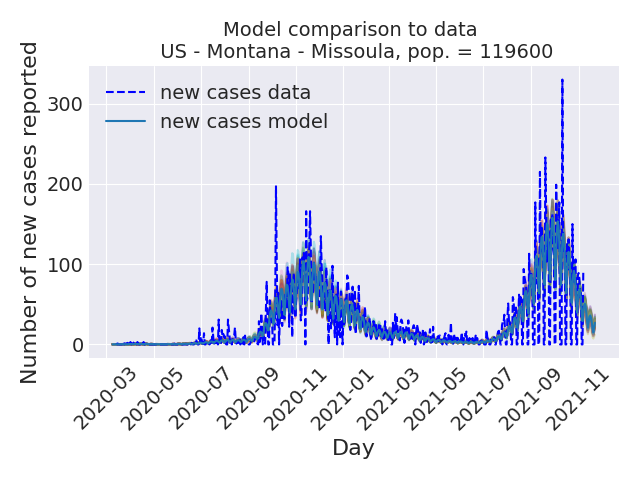 Model comparison to data
US - Montana - Missoula, pop. = 119600
Number of new cases reported
300
200
100
0
new cases data
new cases model
2020-03
2020-05
2020-07
2020-09
2020-11
2021-01
2021-03
2021-05
2021-07
2021-09
2021-11
Day